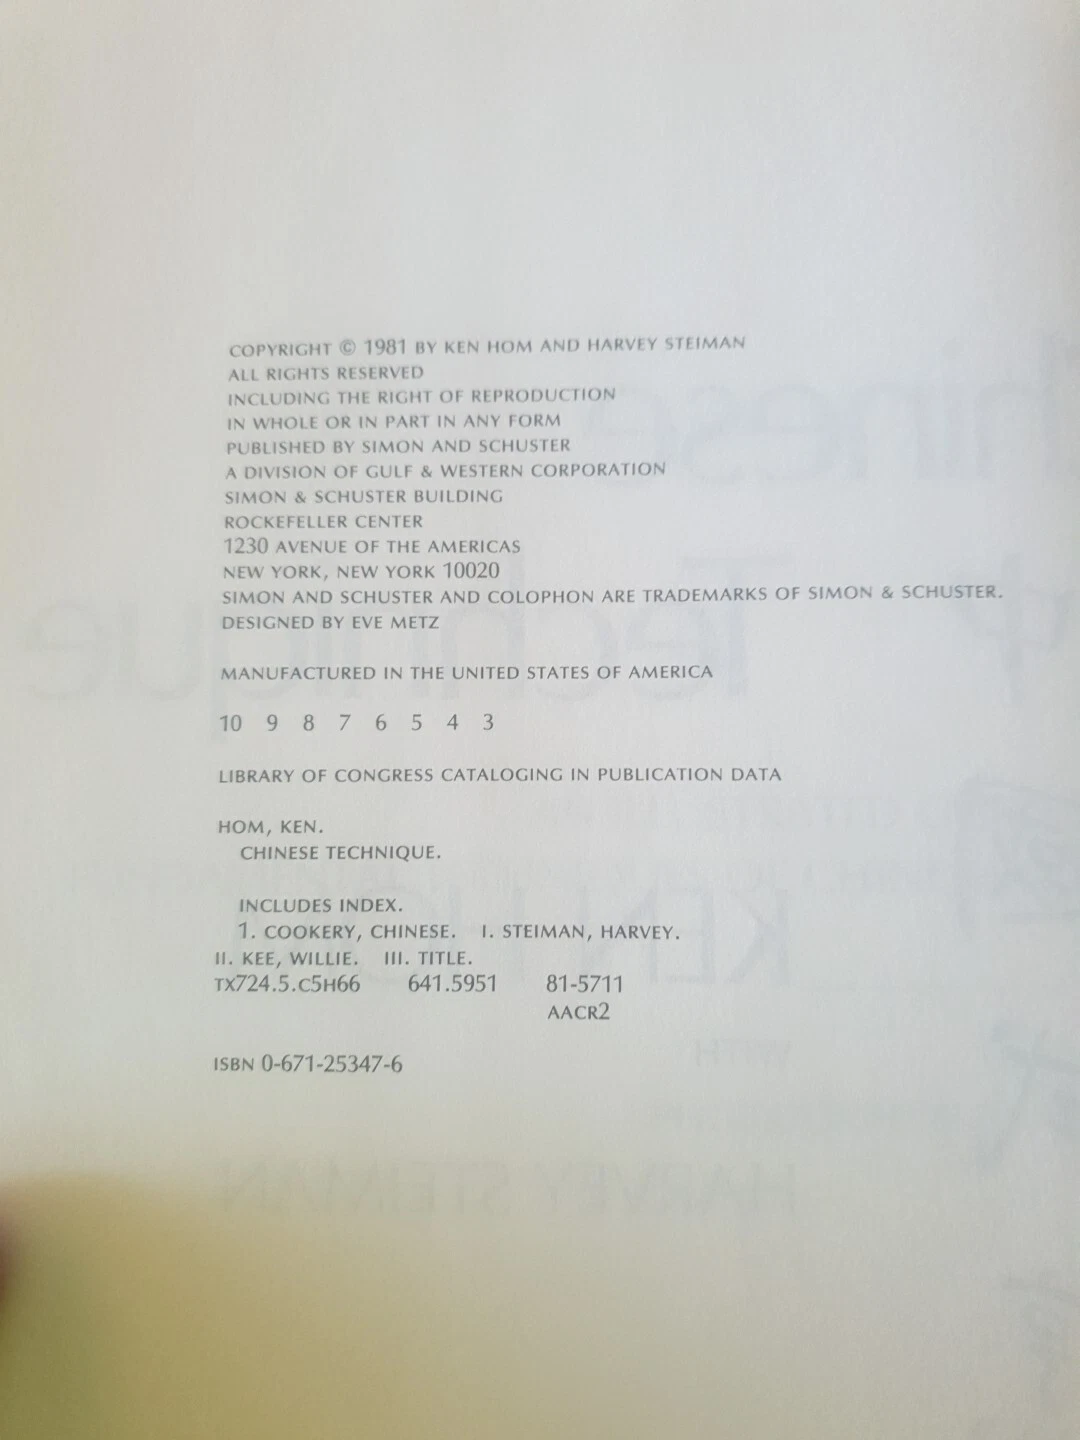 COPYRIGHT © 1981 BY KEN HOM AND HARVEY STEIMAN
ALL RIGHTS RESERVED
INCLUDING THE RIGHT OF REPRODUCTION
IN WHOLE OR IN PART IN ANY FORM
PUBLISHED BY SIMON AND SCHUSTER
A DIVISION OF GULF & WESTERN CORPORATION
SIMON & SCHUSTER BUILDING
ROCKEFELLER CENTER
1230 AVENUE OF THE AMERICAS
NEW YORK, NEW YORK 10020
SIMON AND SCHUSTER AND COLOPHON ARE TRADEMARKS OF SIMON & SCHUSTER.
DESIGNED BY EVE METZ
MANUFACTURED IN THE UNITED STATES OF AMERICA
10 9 8 7 6 5 4 3
LIBRARY OF CONGRESS CATALOGING IN PUBLICATION DATA
HOM, KEN.
CHINESE TECHNIQUE.
INCLUDES INDEX.
1. COOKERY, CHINESE. I. STEIMAN, HARVEY.
II. KEE, WILLIE. III. TITLE.
TX724.5.C5H66 641.5951 81-5711
AACR2
ISBN 0-671-25347-6